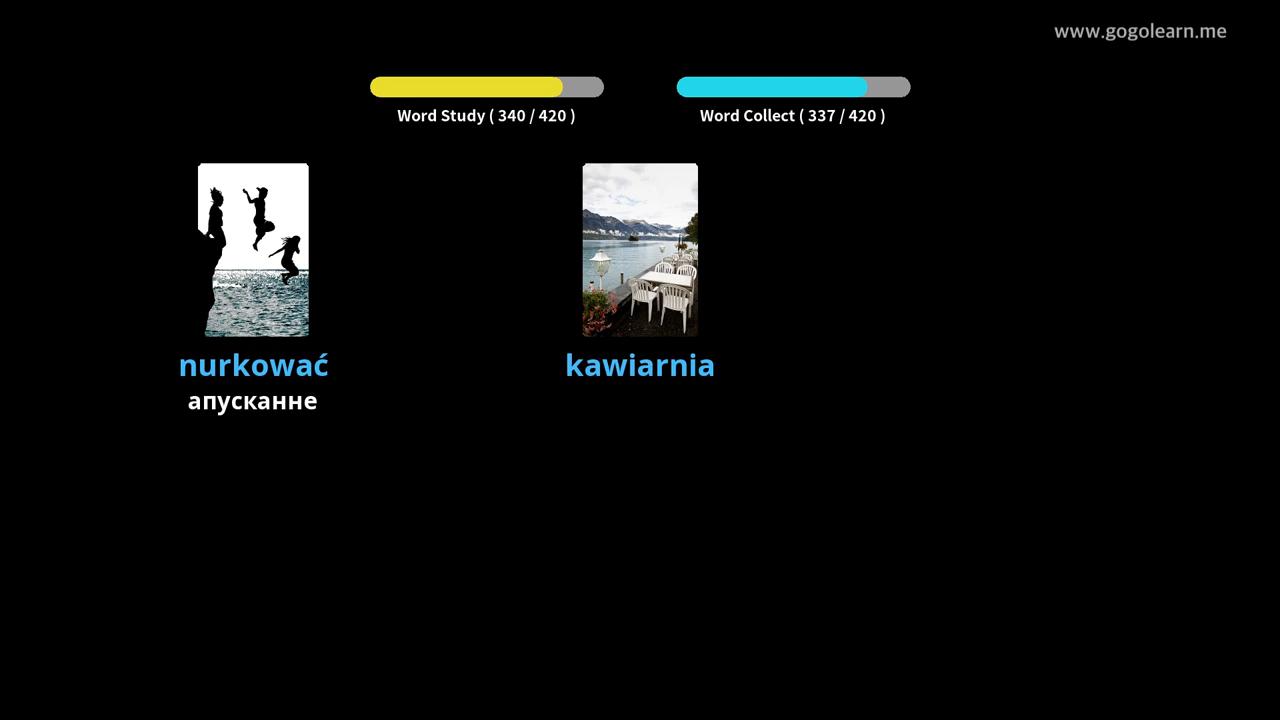 www.gogolearn.me
Word Study ( 340 / 420 )
Word Collect ( 337 / 420 )
nurkować
апусканне
kawiarnia